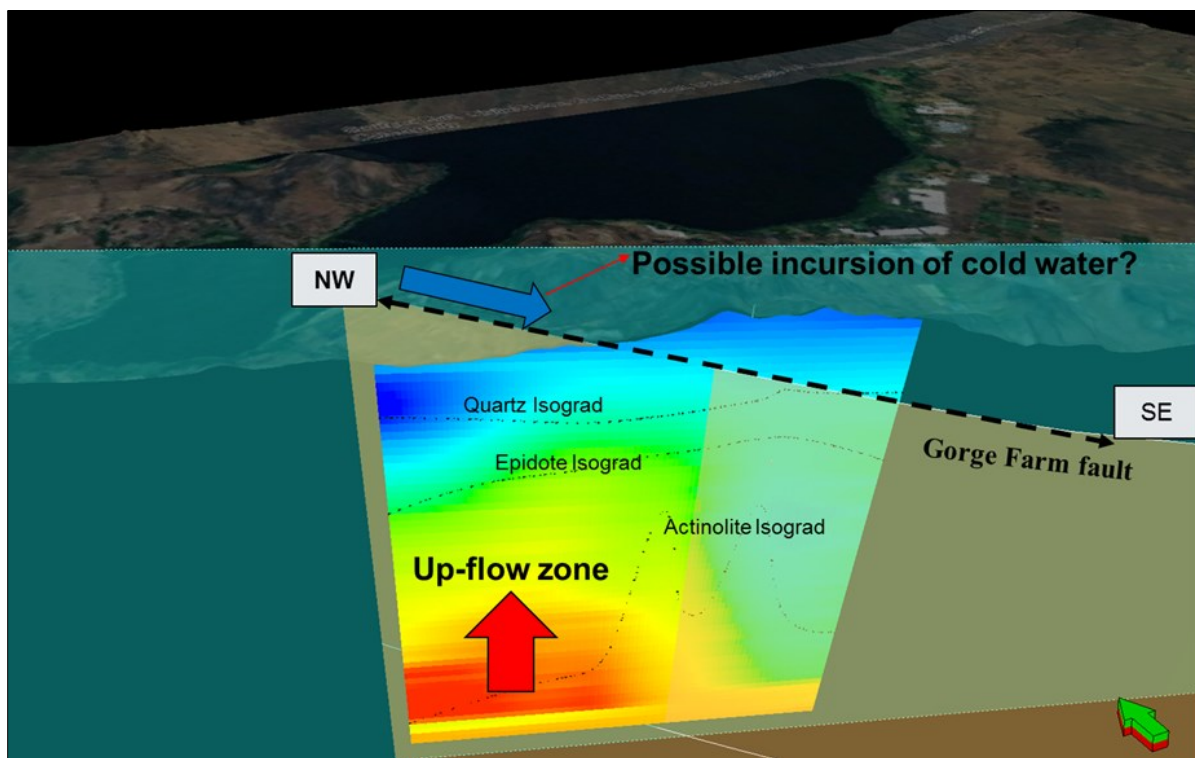 NW
Possible incursion of cold water?
Quartz Isograd
SE
Epidote Isograd
Gorge Farm fault
Actinolite Isograd
Up-flow zone